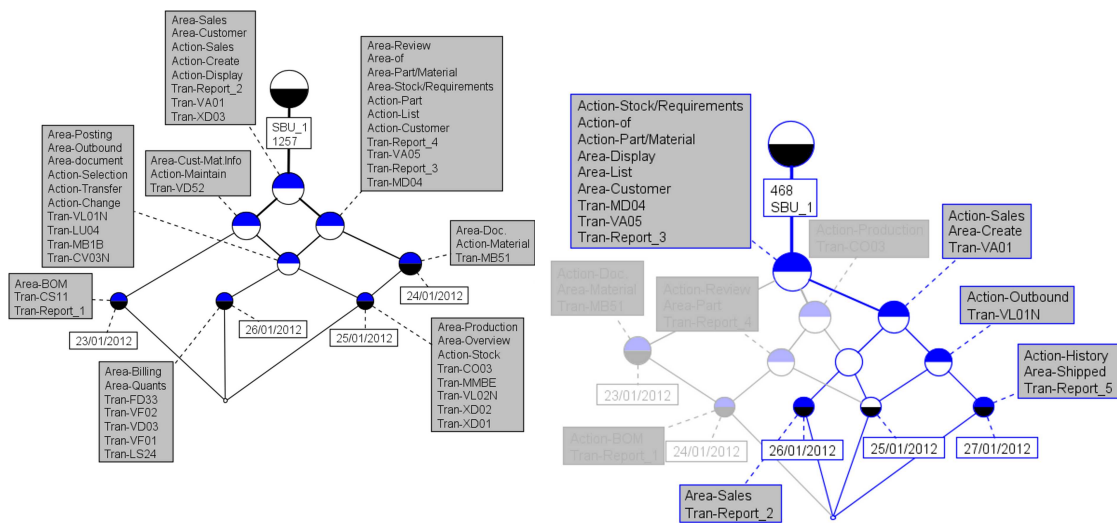 Area-Sales
Area-Customer
Action-Sales
Action-Create
Action-Display
Tran-Report_2
Tran-VA01
Tran-XD03
Area-Review
Area-of
Area-Part/Material
Area-Stock/Requirements
Action-Part
Action-List
Action-Customer
Tran-Report_4
Tran-VA05
Tran-Report_3
Tran-MD04
SBU_1
1257
Area-Posting
Area-Outbound
Area-document
Action-Selection
Action-Transfer
Action-Change
Tran-VL01N
Tran-LU04
Tran-MB1B
Tran-CV03N
Area-Cust-Mat.Info
Action-Maintain
Tran-VD52
Area-Doc.
Action-Material
Tran-MB51
24/01/2012
Area-BOM
Tran-CS11
Tran-Report_1
23/01/2012
26/01/2012
25/01/2012
Area-Billing
Area-Quants
Tran-FD33
Tran-VF02
Tran-VD03
Tran-VF01
Tran-LS24
Area-Production
Area-Overview
Action-Stock
Tran-CO03
Tran-MMBE
Tran-VL02N
Tran-XD02
Tran-XD01
Action-Stock/Requirements
Action-of
Action-Part/Material
Area-Display
Area-List
Area-Customer
Tran-MD04
Tran-VA05
Tran-Report_3
468
SBU_1
Action-Production
Tran-CO03
Action-Sales
Area-Create
Tran-VA01
Action-Doc.
Area-Material
Tran-MB51
Action-Review
Area-Part
Tran-Report_4
Action-Outbound
Tran-VL01N
Action-History
Area-Shipped
Tran-Report_5
23/01/2012
Action-BOM
Tran-Report_1
24/01/2012
26/01/2012
25/01/2012
27/01/2012
Area-Sales
Tran-Report_2